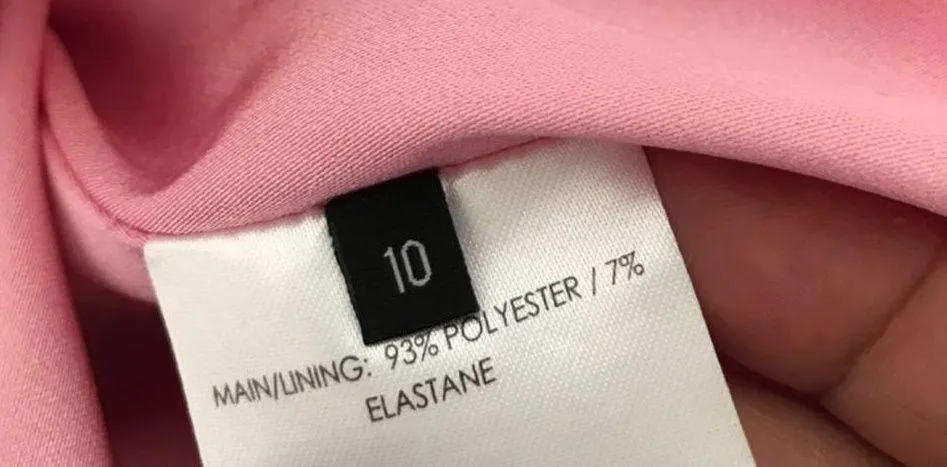 10
MAIN/LINING: 93% POLYESTER / 7%
ELASTANE